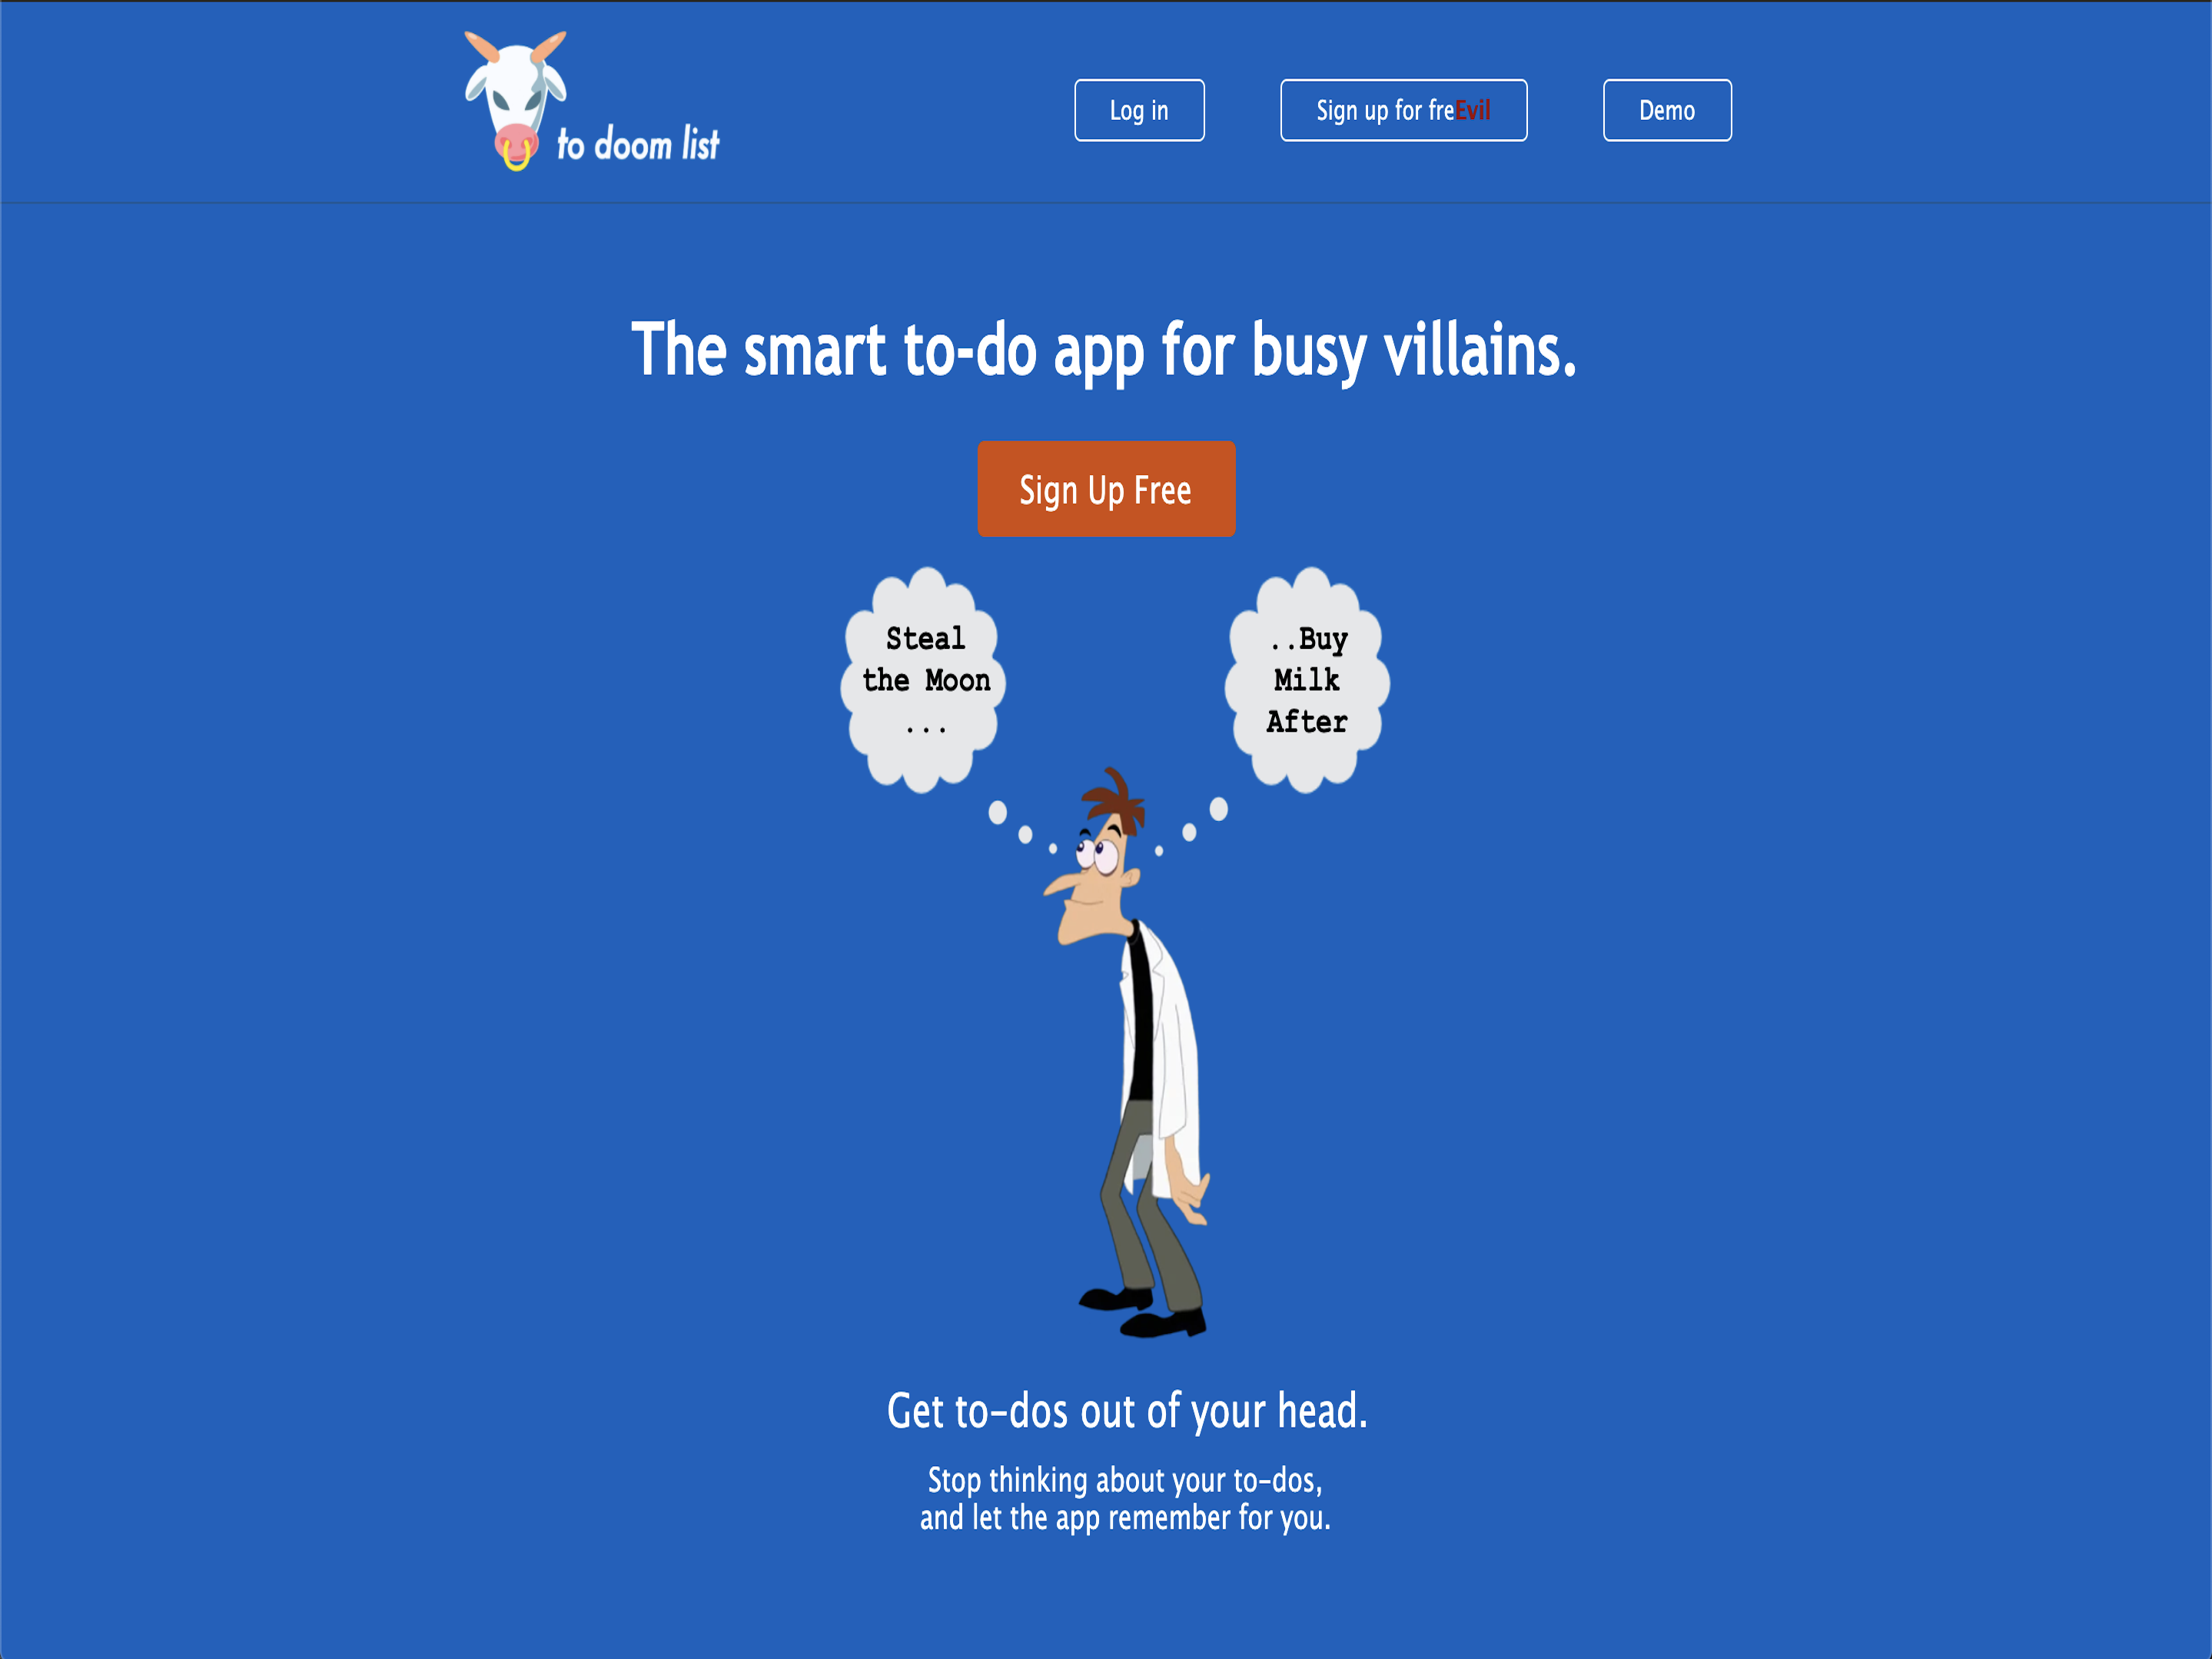 to doom list
Log in
Sign up for freEvil
Demo
The smart to-do app for busy villains.
Sign Up Free
Steal
the Moon
...
..Buy
Milk
After
Get to-dos out of your head.
Stop thinking about your to-dos,
and let the app remember for you.